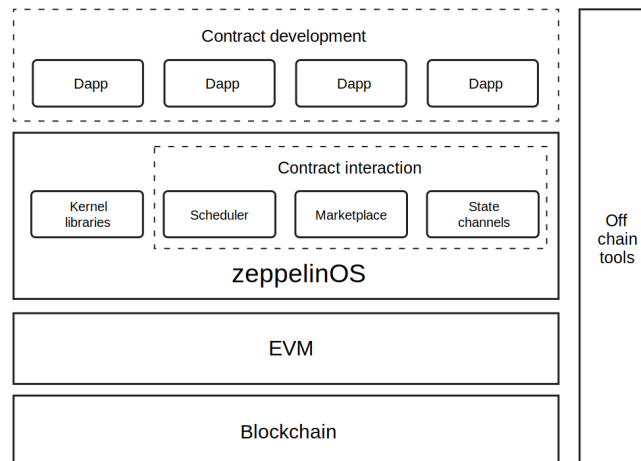 Contract development
Dapp
Dapp
Dapp
Dapp
Contract interaction
Kernel
libraries
Scheduler
Marketplace
State
channels
zeppelinOS
EVM
Blockchain
Off
chain
tools